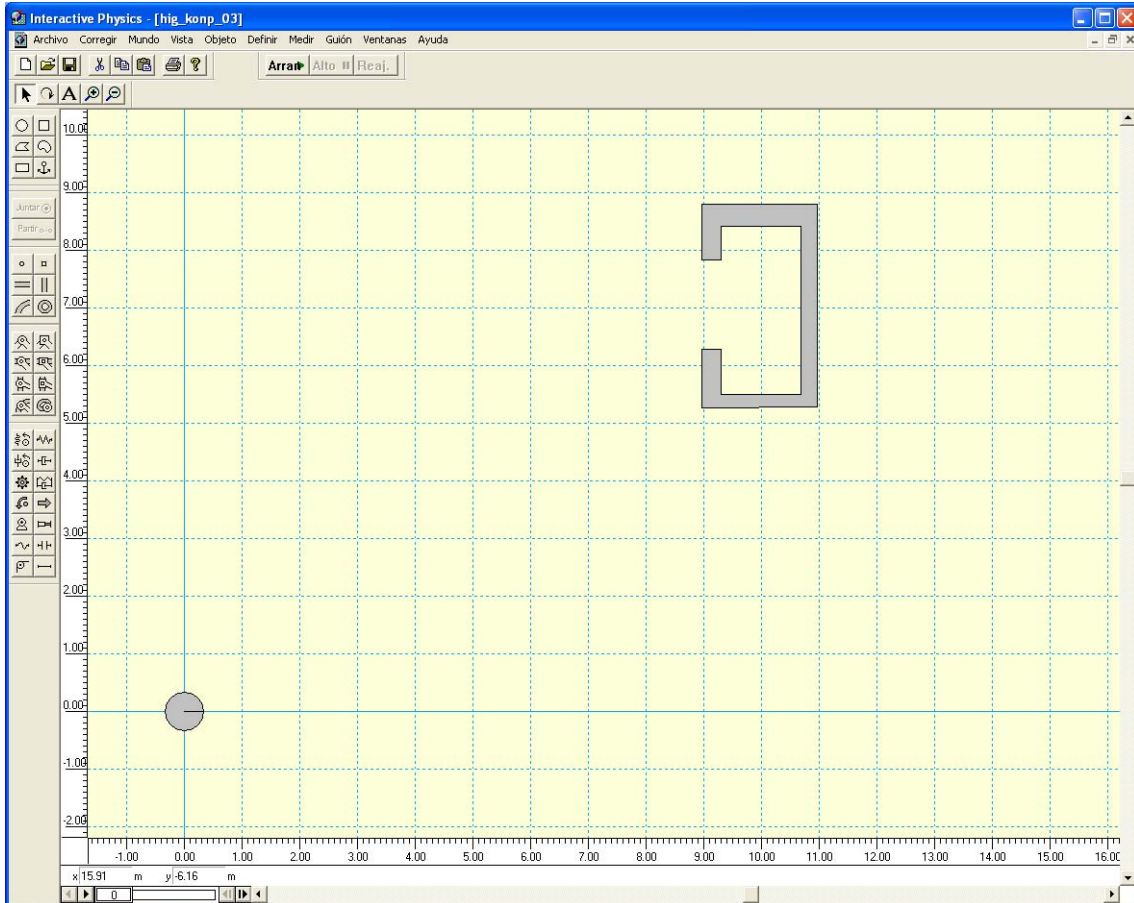 Interactive Physics - [hig_konp_03]
Archivo Corregir Mundo Vista Objeto Definir Medir Guión Ventanas Ayuda
Arran Alto Reaj.
A
Juntar
Partir
10.00
9.00
8.00
7.00
6.00
5.00
4.00
3.00
2.00
1.00
0.00
-1.00
-2.00
-1.00 0.00 1.00 2.00 3.00 4.00 5.00 6.00 7.00 8.00 9.00 10.00 11.00 12.00 13.00 14.00 15.00 16.00
x 15.91 m y -6.16 m
0